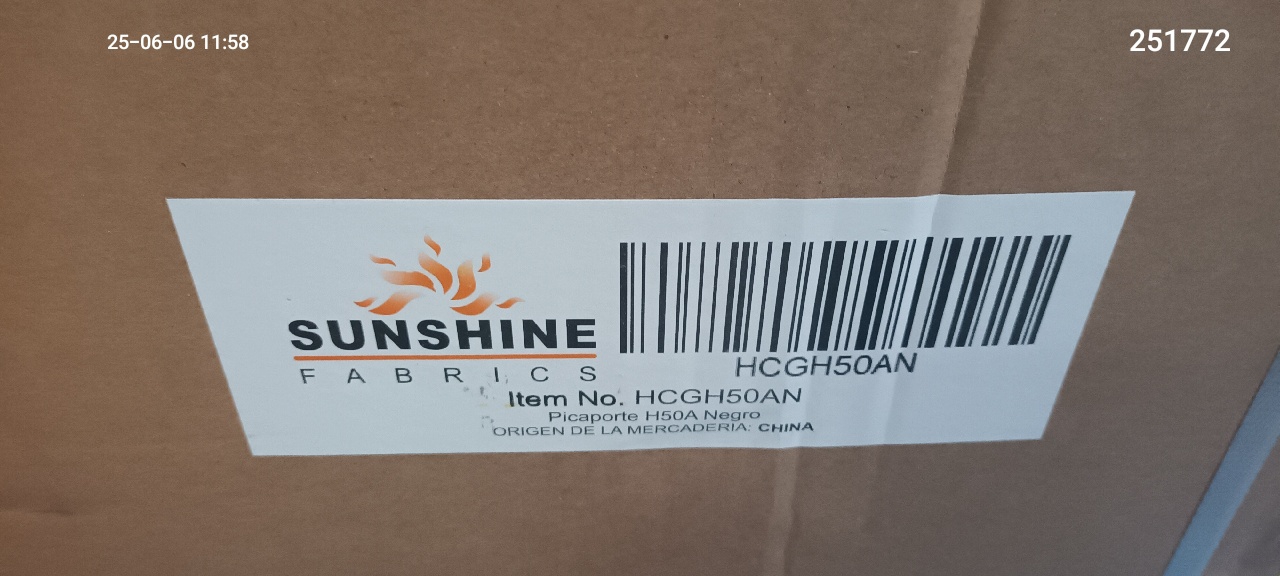 25-06-06 11:58
251772
SUNSHINE
FABRICS
HCGH50AN
Item No. HCGH50AN
Picaporte H50A Negro
ORIGEN DE LA MERCADERIA: CHINA